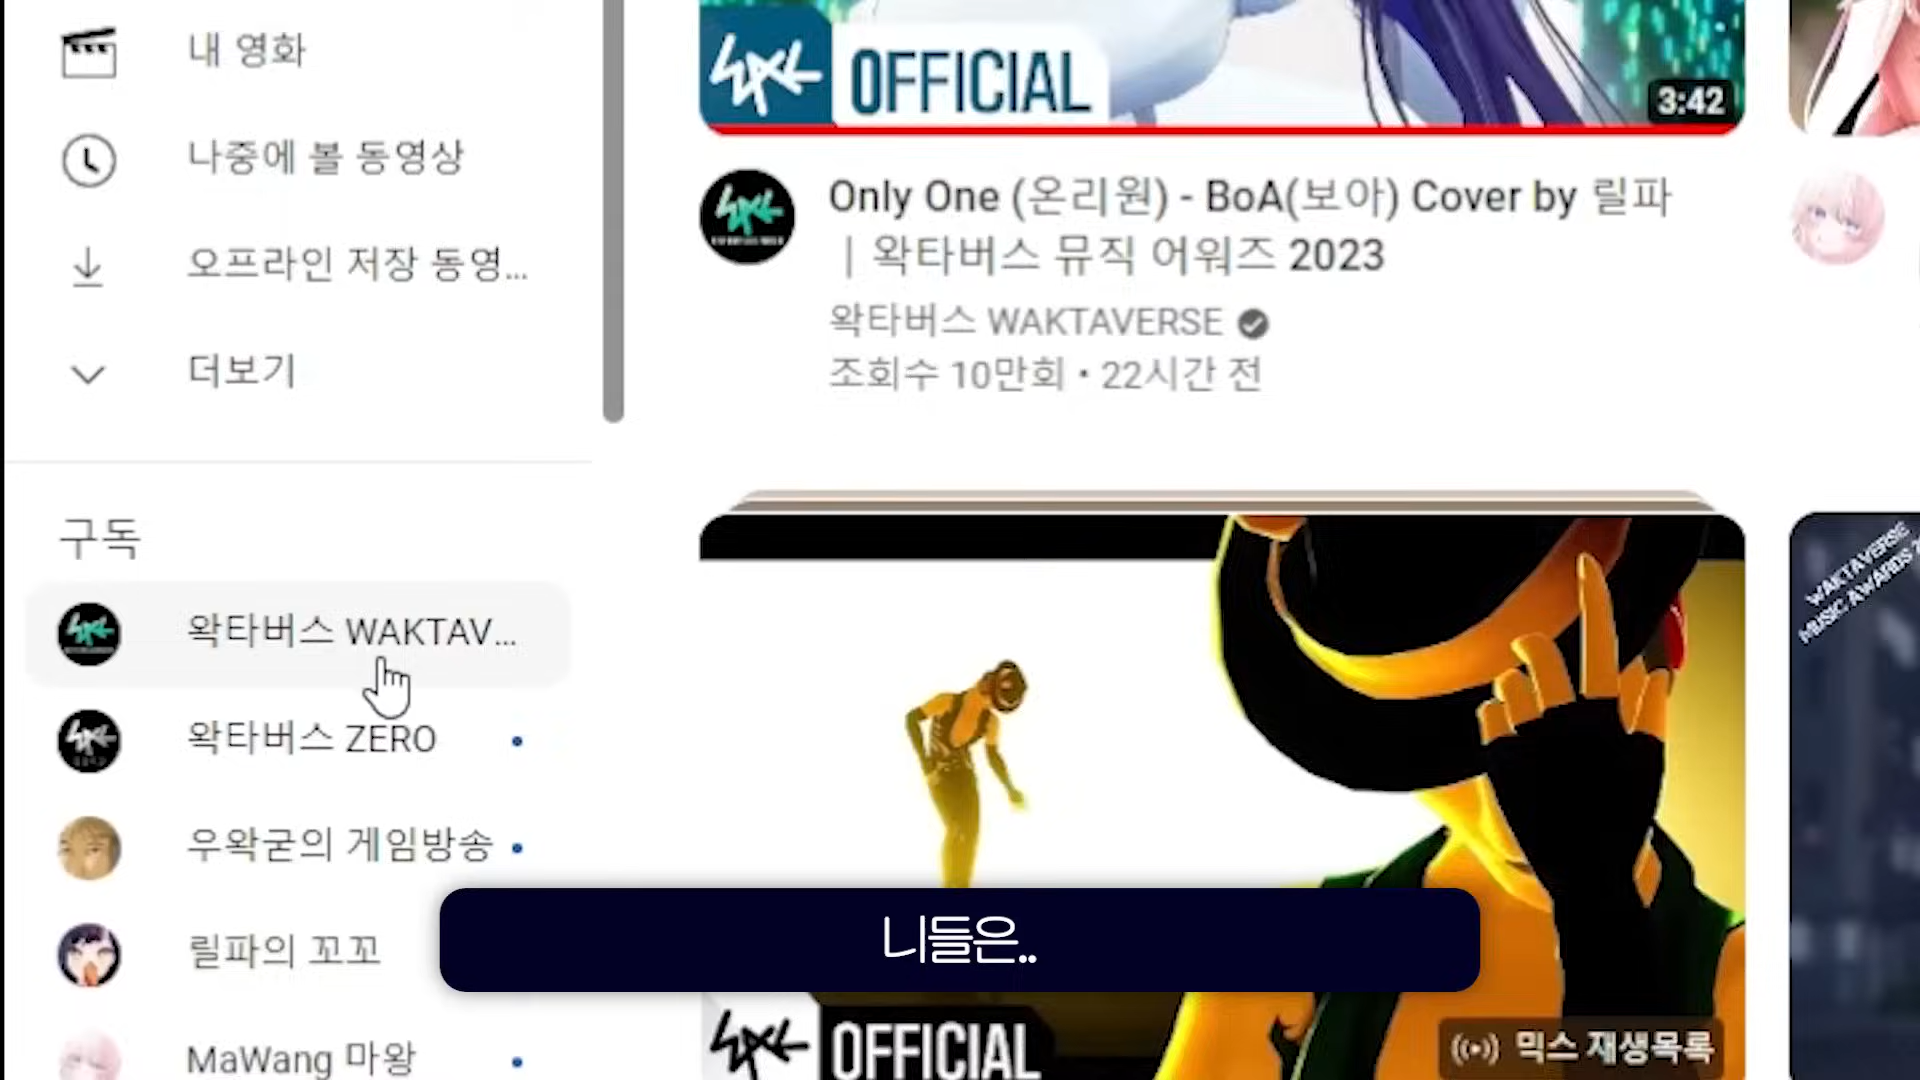 내 영화
나중에 볼 동영상
오프라인 저장 동영...
더보기
구독
왁타버스 WAKTAV...
왁타버스 ZERO
우왁굳의 게임방송
릴파의 꼬꼬
MaWang 마왕
OFFICIAL
3:42
Only One (온리원) - BoA(보아) Cover by 릴파
| 왁타버스 뮤직 어워즈 2023
왁타버스 WAKTAVERSE
조회수 10만회 • 22시간 전
WAKTAVERSE
MUSIC AWARDS
니들은..
OFFICIAL
믹스 재생목록